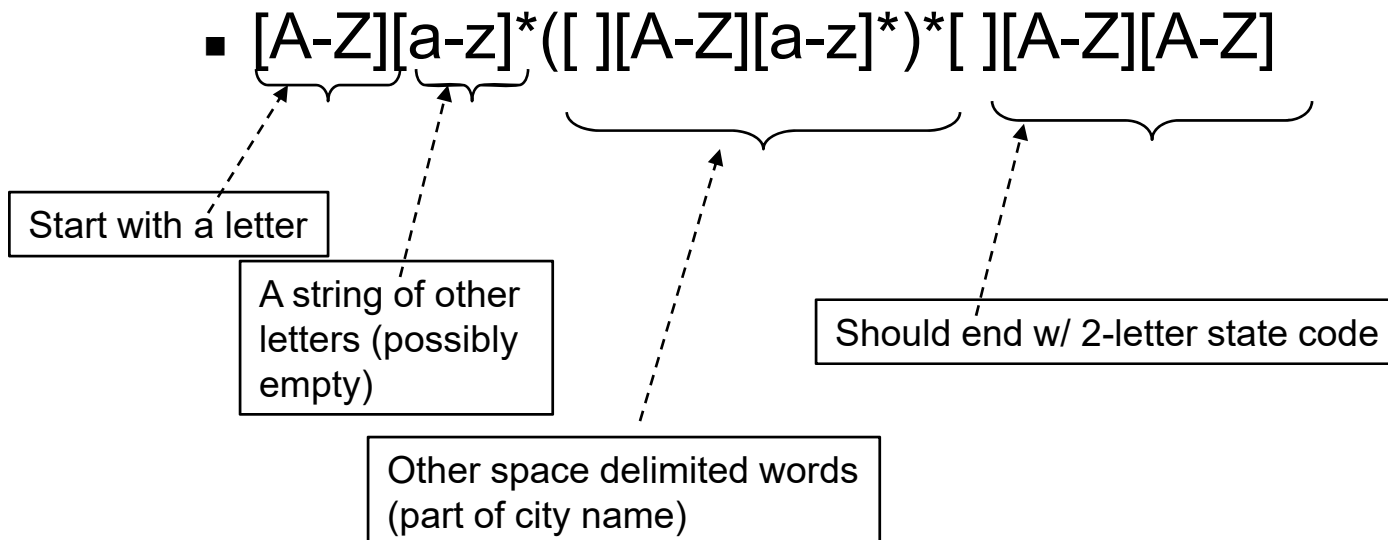 ▪ [A-Z][a-z]*([ ][A-Z][a-z]*)*[ ][A-Z][A-Z]
Start with a letter
A string of other
letters (possibly
empty)
Should end w/ 2-letter state code
Other space delimited words
(part of city name)